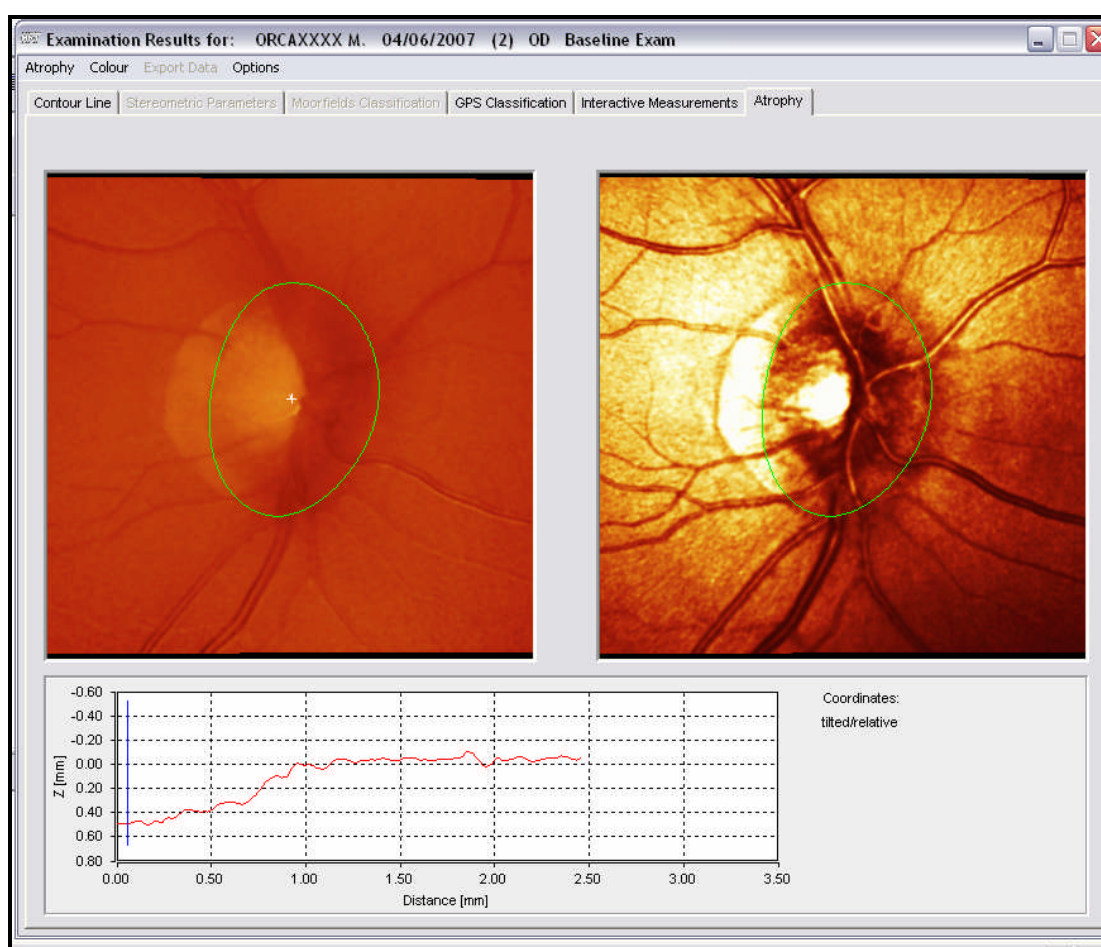 Examination Results for: ORCAXXXX M. 04/06/2007 (2) OD Baseline Exam
Atrophy Colour Export Data Options
Contour Line Stereometric Parameters Moorfields Classification GPS Classification Interactive Measurements Atrophy
-0.60
-0.40
-0.20
0.00
0.20
0.40
0.60
0.80
Z [mm]
0.00 0.50 1.00 1.50 2.00 2.50 3.00 3.50
Distance [mm]
Coordinates:
tilted/relative